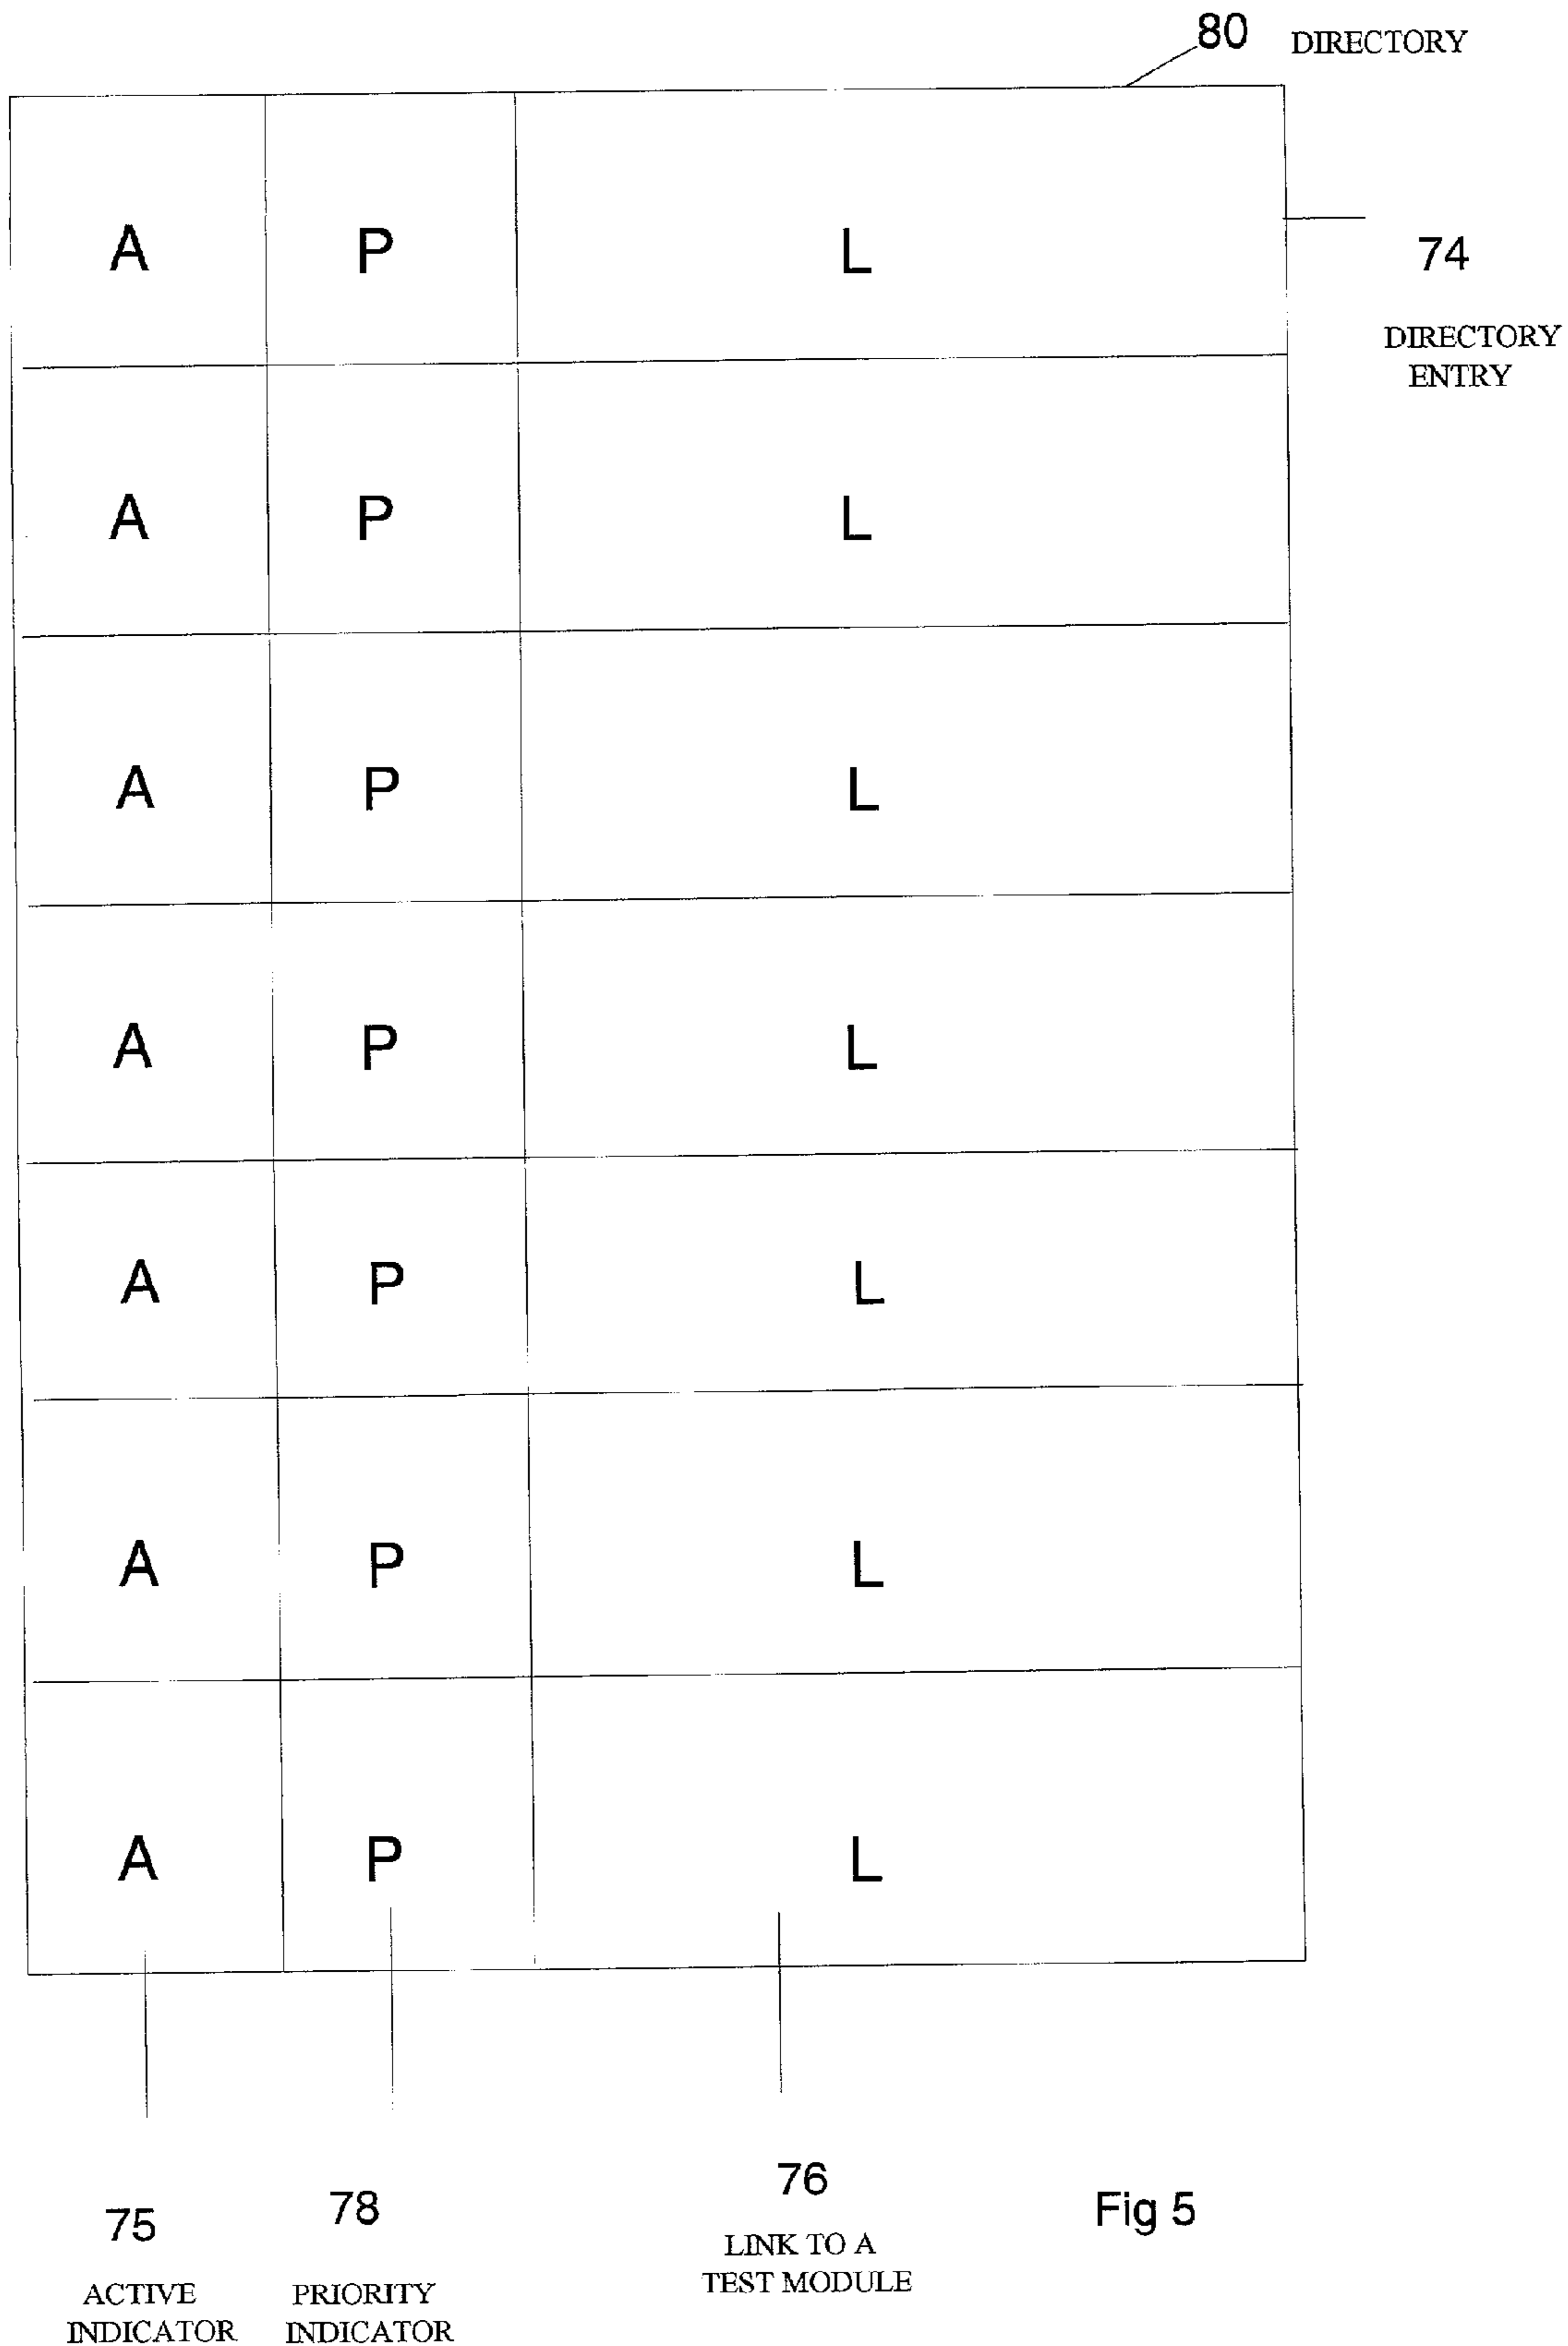 80 DIRECTORY
A P L
74
DIRECTORY
ENTRY
A P L
A P L
A P L
A P L
A P L
A P L
75
ACTIVE
INDICATOR
78
PRIORITY
INDICATOR
76
LINK TO A
TEST MODULE
Fig 5